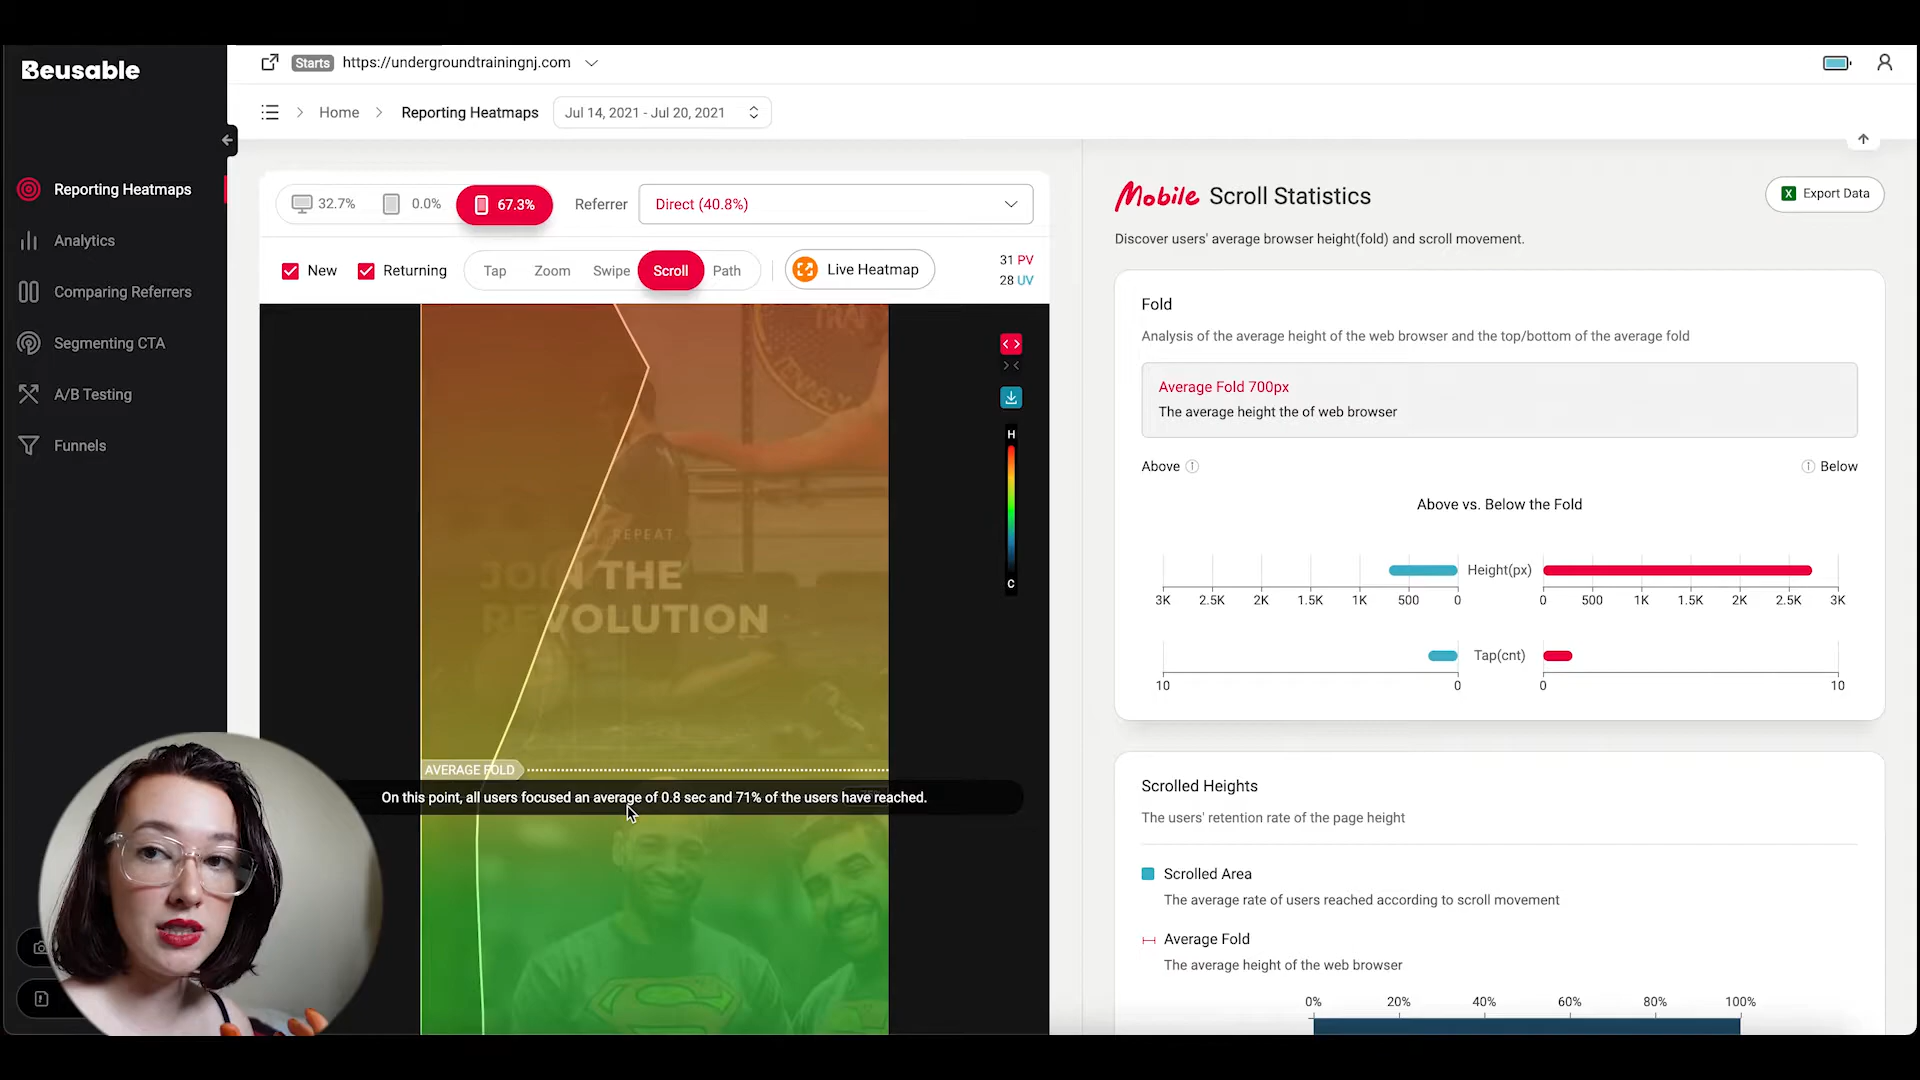 Beusable
Starts https://undergroundtrainingnj.com
Home > Reporting Heatmaps Jul 14, 2021 - Jul 20, 2021
Reporting Heatmaps
Analytics
Comparing Referrers
Segmenting CTA
A/B Testing
Funnels
32.7% 0.0% 67.3% Referrer Direct (40.8%)
New Returning Tap Zoom Swipe Scroll Path Live Heatmap 31 PV
28 UV
H
C
REPEAT.
JOIN THE
REVOLUTION
AVERAGE FOLD
On this point, all users focused an average of 0.8 sec and 71% of the users have reached.
Mobile Scroll Statistics
Export Data
Discover users' average browser height(fold) and scroll movement.
Fold
Analysis of the average height of the web browser and the top/bottom of the average fold
Average Fold 700px
The average height the of web browser
Above Below
Above vs. Below the Fold
Height(px)
3K 2.5K 2K 1.5K 1K 500 0 0 500 1K 1.5K 2K 2.5K 3K
Tap(cnt)
10 0 0 10
Scrolled Heights
The users' retention rate of the page height
Scrolled Area
The average rate of users reached according to scroll movement
Average Fold
The average height of the web browser
0% 20% 40% 60% 80% 100%